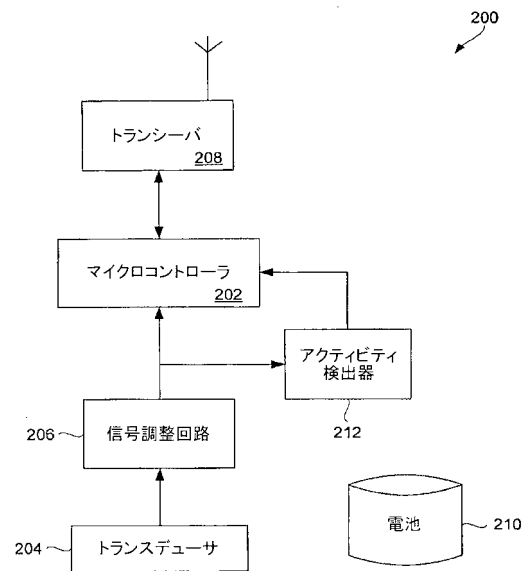 200
トランシーバ
208
マイクロコントローラ
202
アクティビティ
検出器
212
206
信号調整回路
204
トランスデューサ
電池
210